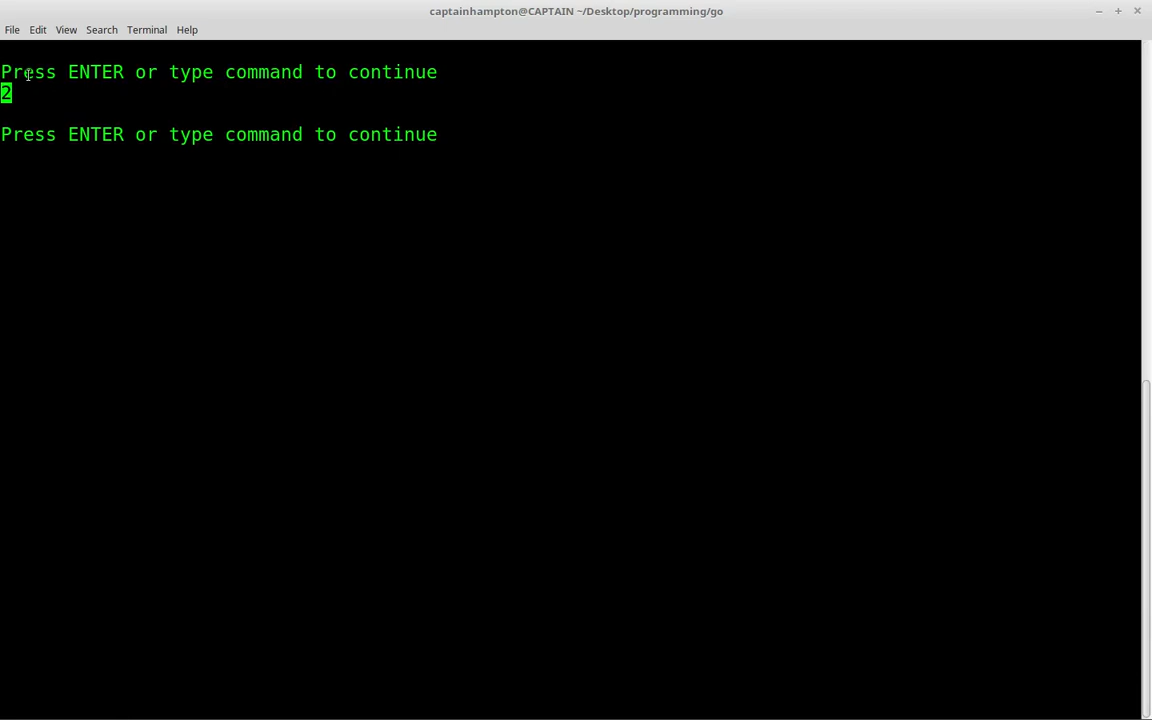 captainhampton@CAPTAIN ~/Desktop/programming/go
File Edit View Search Terminal Help
Press ENTER or type command to continue
2
Press ENTER or type command to continue